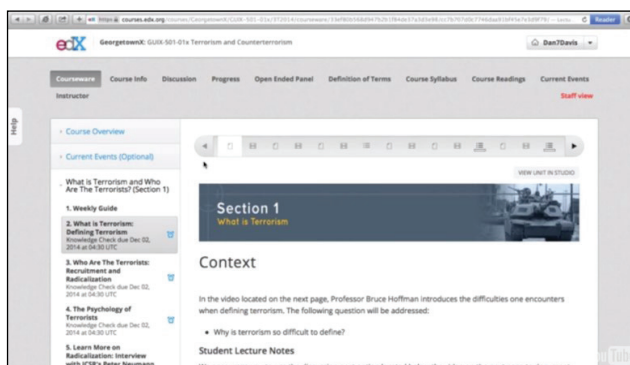 courses.edx.org
Reader
edX
GeorgetownX: GUIX-501-01x Terrorism and Counterterrorism
Dan7Davis
Courseware Course Info Discussion Progress Open Ended Panel Definition of Terms Course Syllabus Course Readings Current Events
Instructor
Staff view
Help
Course Overview
Current Events (Optional)
What is Terrorism and Who
Are The Terrorists? (Section 1)
1. Weekly Guide
2. What is Terrorism:
Defining Terrorism
Knowledge Check due Dec 02,
2014 at 04:30 UTC
3. Who Are The Terrorists:
Recruitment and
Radicalization
Knowledge Check due Dec 02,
2014 at 04:30 UTC
4. The Psychology of
Terrorists
Knowledge Check due Dec 02,
2014 at 04:30 UTC
5. Learn More on
Radicalization: Interview
with ICSR's Peter Neumann
VIEW UNIT IN STUDIO
Section 1
What is Terrorism
Context
In the video located on the next page, Professor Bruce Hoffman introduces the difficulties one encounters
when defining terrorism. The following question will be addressed:
• Why is terrorism so difficult to define?
Student Lecture Notes